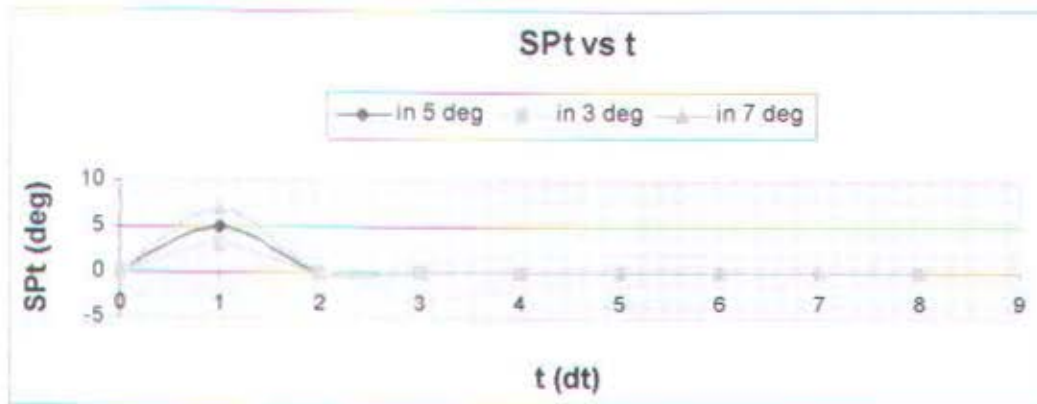 SPt vs t
in 5 deg in 3 deg in 7 deg
SPt (deg)
10
5
0
-5
0 1 2 3 4 5 6 7 8 9
t (dt)